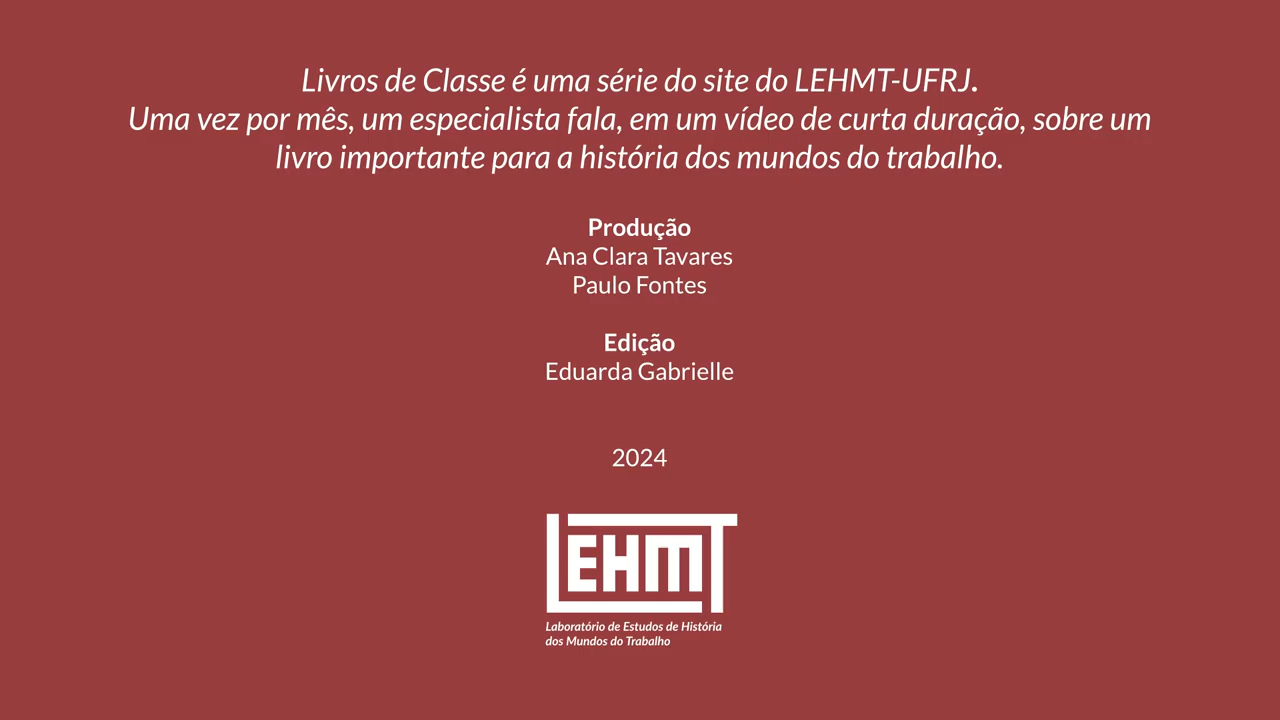 Livros de Classe é uma série do site do LEHMT-UFRJ.
Uma vez por mês, um especialista fala, em um vídeo de curta duração, sobre um
livro importante para a história dos mundos do trabalho.
Produção
Ana Clara Tavares
Paulo Fontes
Edição
Eduarda Gabrielle
2024
LEHMT
Laboratório de Estudos de História
dos Mundos do Trabalho